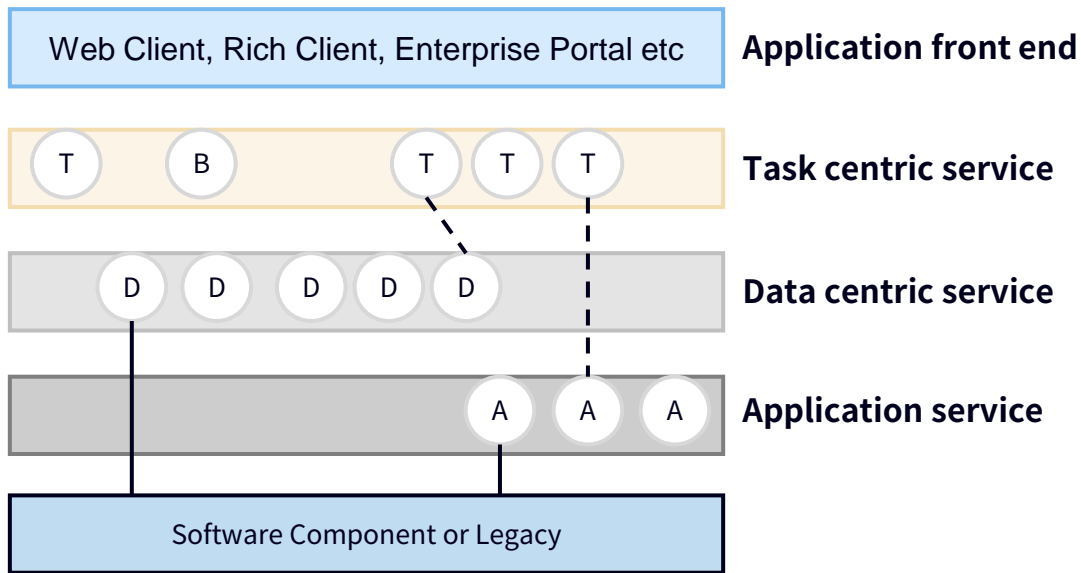 Web Client, Rich Client, Enterprise Portal etc
Application front end
T B T T T
Task centric service
D D D D D
Data centric service
A A A
Application service
Software Component or Legacy